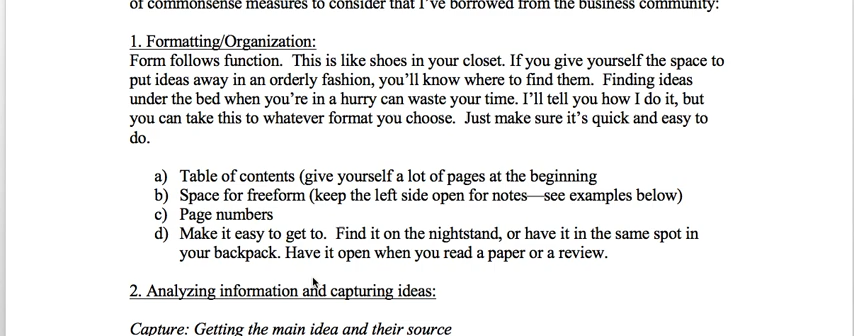 of commonsense measures to consider that I've borrowed from the business community:
1. Formatting/Organization:
Form follows function.  This is like shoes in your closet. If you give yourself the space to
put ideas away in an orderly fashion, you'll know where to find them.  Finding ideas
under the bed when you're in a hurry can waste your time. I'll tell you how I do it, but
you can take this to whatever format you choose.  Just make sure it's quick and easy to
do.
a) Table of contents (give yourself a lot of pages at the beginning
b) Space for freeform (keep the left side open for notes—see examples below)
c) Page numbers
d) Make it easy to get to.  Find it on the nightstand, or have it in the same spot in
your backpack. Have it open when you read a paper or a review.
2. Analyzing information and capturing ideas:
Capture: Getting the main idea and their source